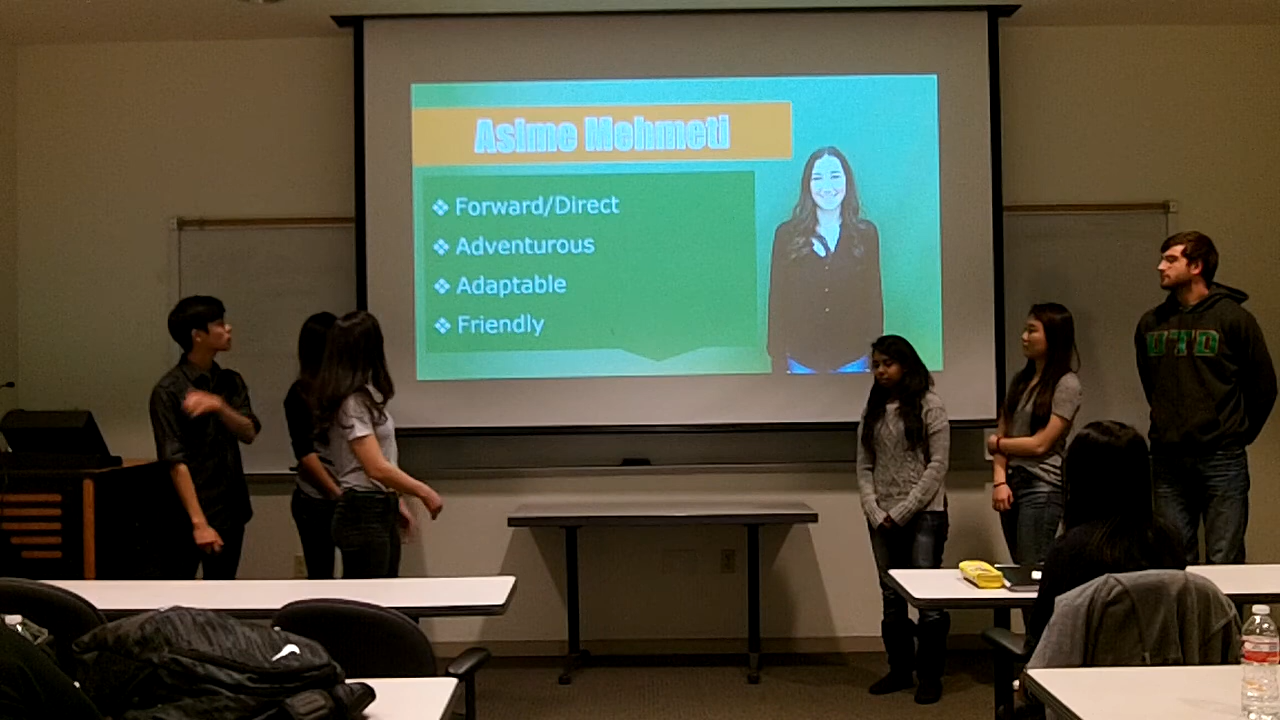 Asime Mehmeti
❖ Forward/Direct
❖ Adventurous
❖ Adaptable
❖ Friendly
UTD